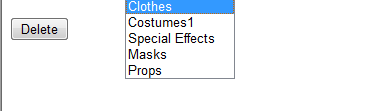 Clothes
Costumes1
Delete
Special Effects
Masks
Props